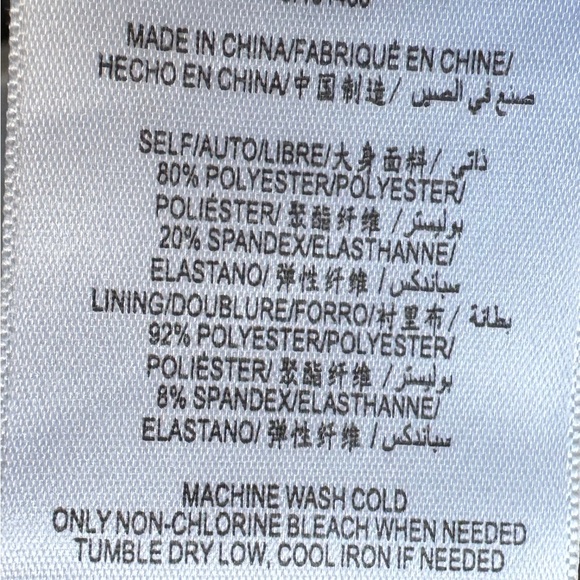 MADE IN CHINA/FABRIQUÉ EN CHINE/
HECHO EN CHINA/中国制造/ صنع في الصين
SELF/AUTO/LIBRE/大身面料/ ذاتي
80% POLYESTER/POLYESTER/
POLIÉSTER/ 聚酯纤维 / بوليستر
20% SPANDEX/ELASTHANNE/
ELASTANO/ 弹性纤维 / سباندكس
LINING/DOUBLURE/FORRO/衬里布/ بطانة
92% POLYESTER/POLYESTER/
POLIÉSTER/ 聚酯纤维 / بوليستر
8% SPANDEX/ELASTHANNE/
ELASTANO/ 弹性纤维 / سباندكس
MACHINE WASH COLD
ONLY NON-CHLORINE BLEACH WHEN NEEDED
TUMBLE DRY LOW, COOL IRON IF NEEDED